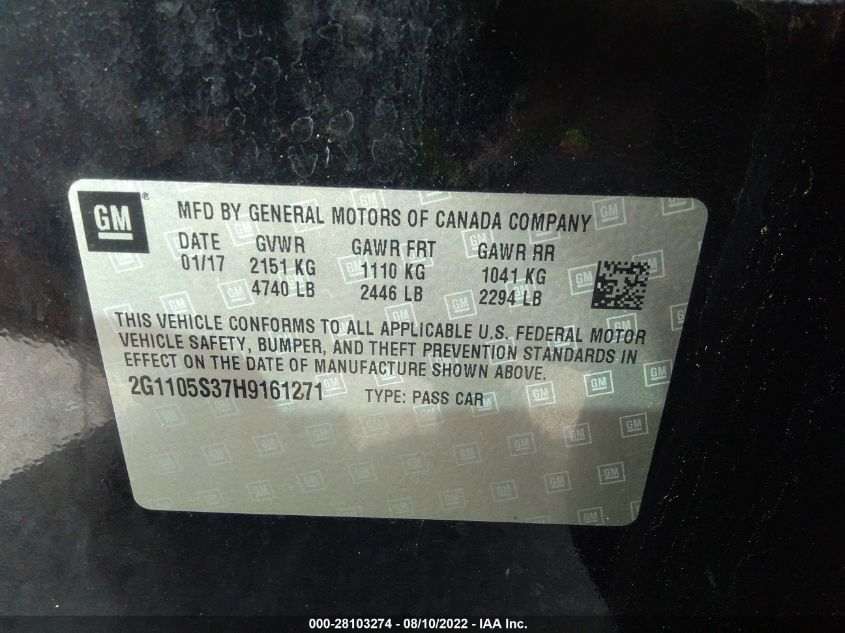 GM ®
MFD BY GENERAL MOTORS OF CANADA COMPANY
DATE GVWR GAWR FRT GAWR RR
01/17 2151 KG 1110 KG 1041 KG
4740 LB 2446 LB 2294 LB
THIS VEHICLE CONFORMS TO ALL APPLICABLE U.S. FEDERAL MOTOR
VEHICLE SAFETY, BUMPER, AND THEFT PREVENTION STANDARDS IN
EFFECT ON THE DATE OF MANUFACTURE SHOWN ABOVE.
2G1105S37H9161271 TYPE: PASS CAR
000-28103274 - 08/10/2022 - IAA Inc.